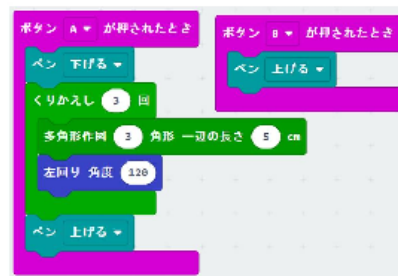 ボタン A が押されたとき
ペン 下げる
くりかえし 3 回
多角形作図 3 角形 一辺の長さ 5 cm
左回り 角度 120
ペン 上げる
ボタン B が押されたとき
ペン 上げる